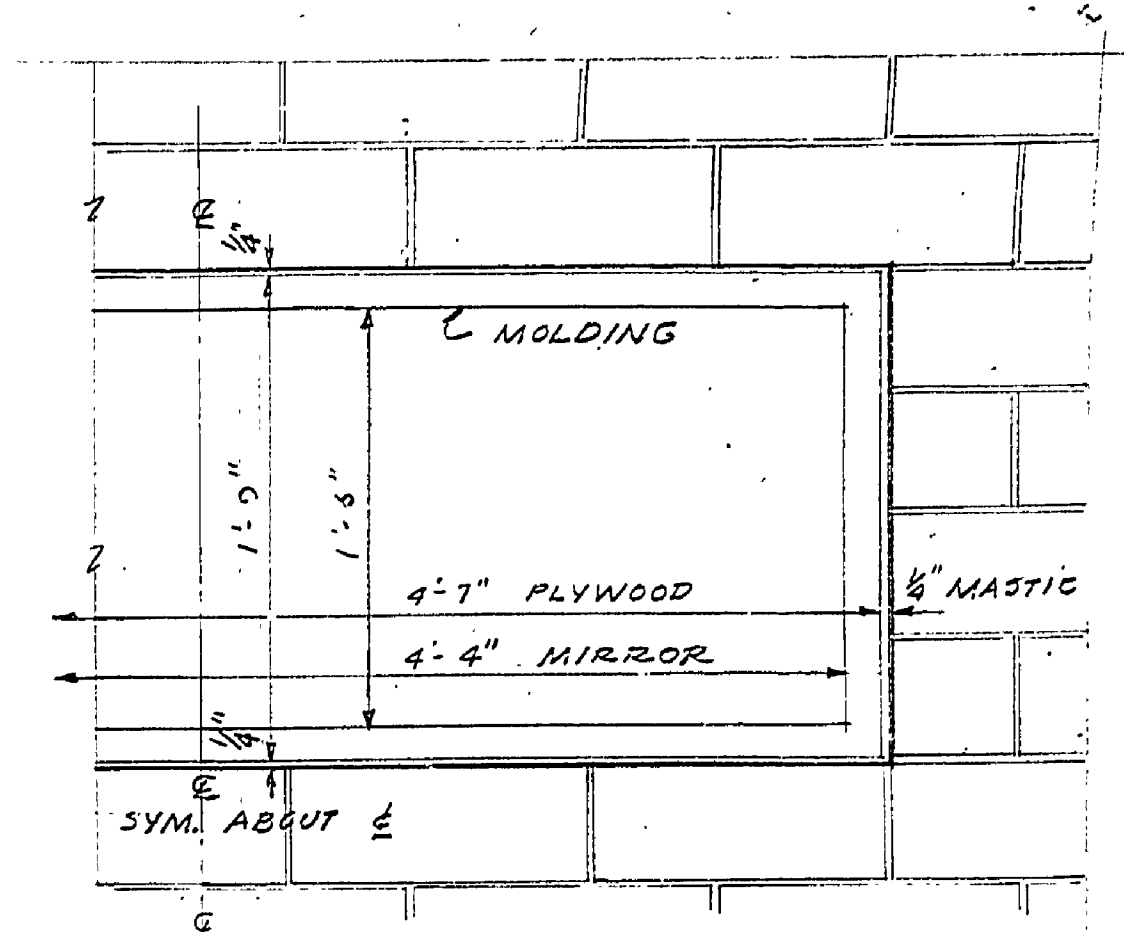 ℄
1/4"
MOLDING
1'-9"
1'-6"
4'-7" PLYWOOD
1/4" MASTIC
4'-4" MIRROR
1/4"
℄
SYM. ABOUT ℄
℄